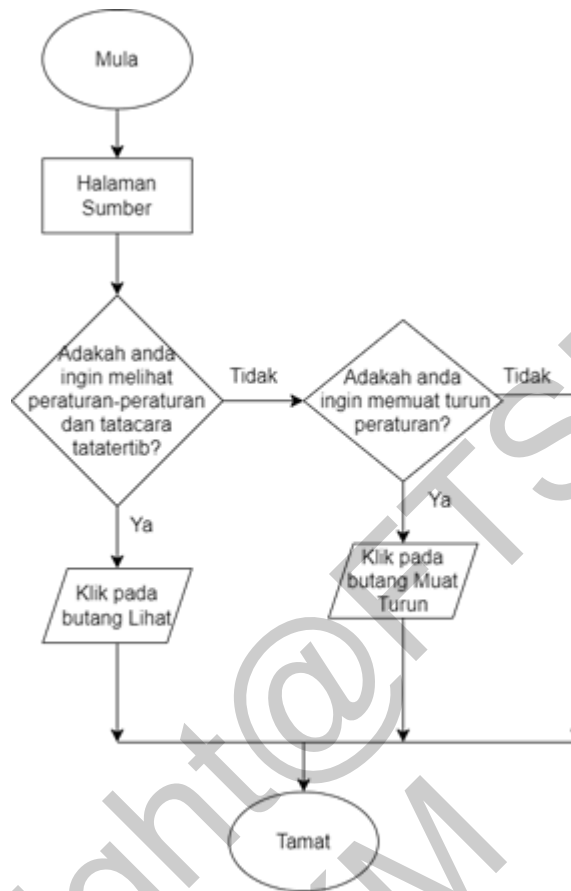 Mula
Halaman
Sumber
Adakah anda
ingin melihat
peraturan-peraturan
dan tatacara
tatatertib?
Tidak
Adakah anda
ingin memuat turun
peraturan?
Tidak
Ya
Ya
Klik pada
butang Lihat
Klik pada
butang Muat
Turun
Tamat